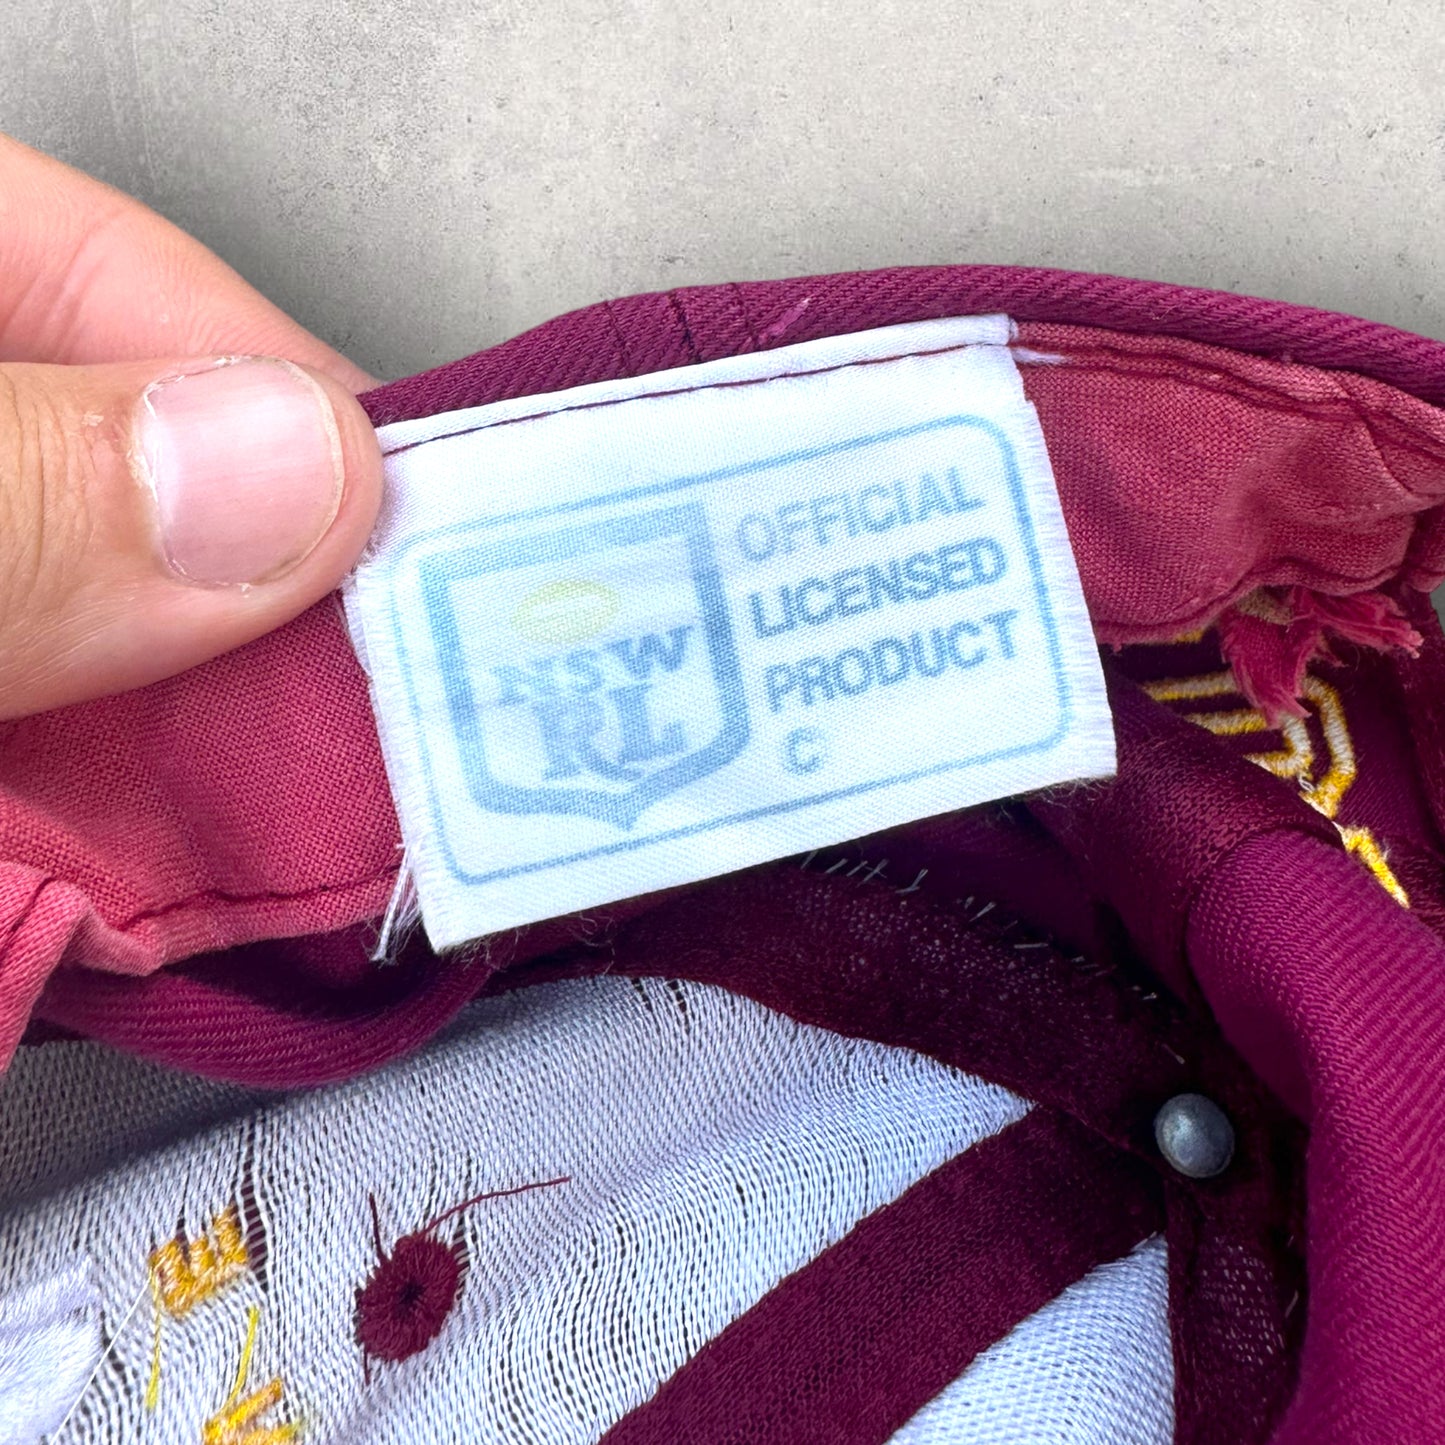 NSW
RL
OFFICIAL
LICENSED
PRODUCT
C